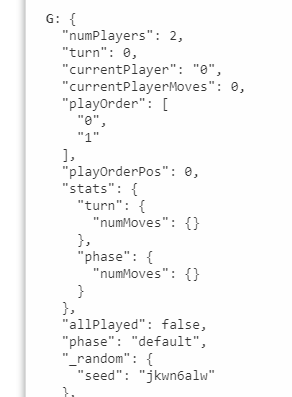 G: {
"numPlayers": 2,
"turn": 0,
"currentPlayer": "0",
"currentPlayerMoves": 0,
"playOrder": [
"0",
"1"
],
"playOrderPos": 0,
"stats": {
"turn": {
"numMoves": {}
},
"phase": {
"numMoves": {}
}
},
"allPlayed": false,
"phase": "default",
"_random": {
"seed": "jkwn6alw"
},